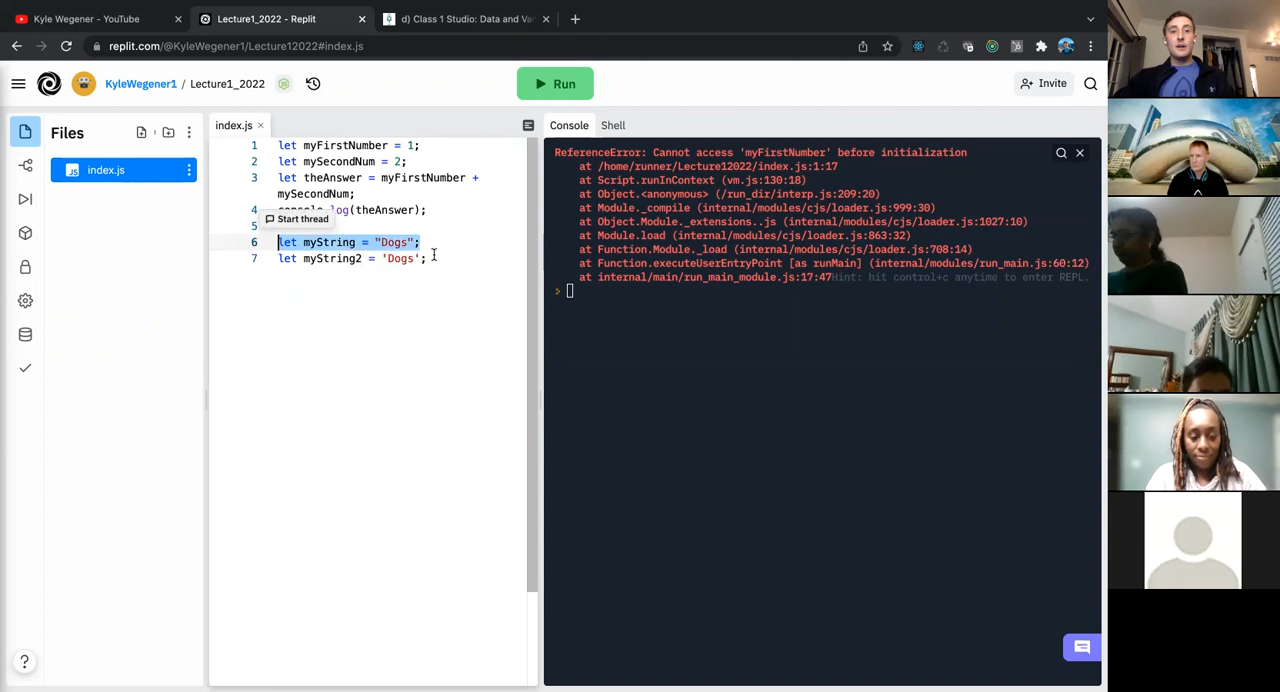 Kyle Wegener - YouTube
Lecture1_2022 - Replit
d) Class 1 Studio: Data and Va
replit.com/@KyleWegener1/Lecture12022#index.js
KyleWegener1 / Lecture1_2022
Run
Invite
Files
index.js
index.js
1 let myFirstNumber = 1;
2 let mySecondNum = 2;
3 let theAnswer = myFirstNumber +
mySecondNum;
4 console.log(theAnswer);
Start thread
5
6 let myString = "Dogs";
7 let myString2 = 'Dogs';
Console Shell
ReferenceError: Cannot access 'myFirstNumber' before initialization
at /home/runner/Lecture12022/index.js:1:17
at Script.runInContext (vm.js:130:18)
at Object.<anonymous> (/run_dir/interp.js:209:20)
at Module._compile (internal/modules/cjs/loader.js:999:30)
at Object.Module._extensions..js (internal/modules/cjs/loader.js:1027:10)
at Module.load (internal/modules/cjs/loader.js:863:32)
at Function.Module._load (internal/modules/cjs/loader.js:708:14)
at Function.executeUserEntryPoint [as runMain] (internal/modules/run_main.js:60:12)
at internal/main/run_main_module.js:17:47Hint: hit control+c anytime to enter REPL.
>